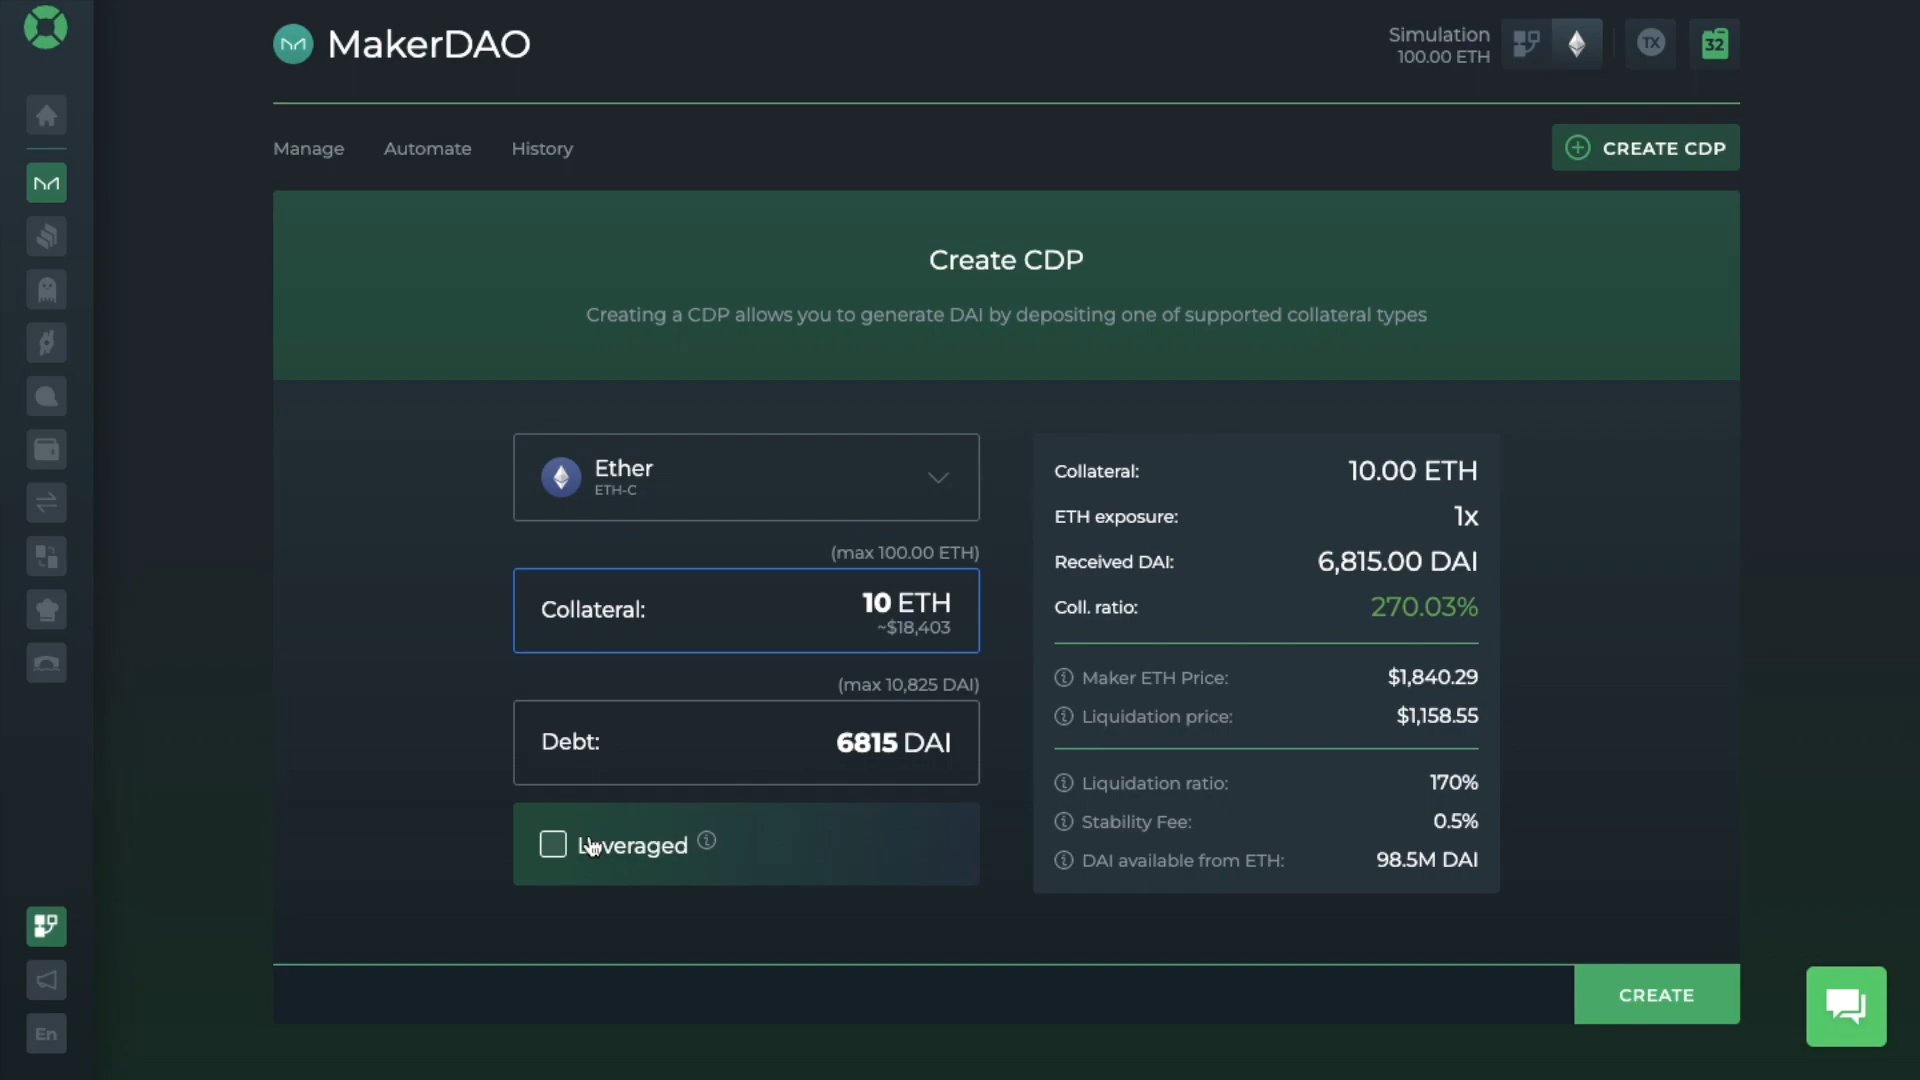 MakerDAO
Simulation
100.00 ETH
TX
32
Manage
Automate
History
CREATE CDP
Create CDP
Creating a CDP allows you to generate DAI by depositing one of supported collateral types
Ether
ETH-C
(max 100.00 ETH)
Collateral:
10 ETH
~$18,403
(max 10,825 DAI)
Debt:
6815 DAI
Leveraged
Collateral: 10.00 ETH
ETH exposure: 1x
Received DAI: 6,815.00 DAI
Coll. ratio: 270.03%
Maker ETH Price: $1,840.29
Liquidation price: $1,158.55
Liquidation ratio: 170%
Stability Fee: 0.5%
DAI available from ETH: 98.5M DAI
CREATE
En